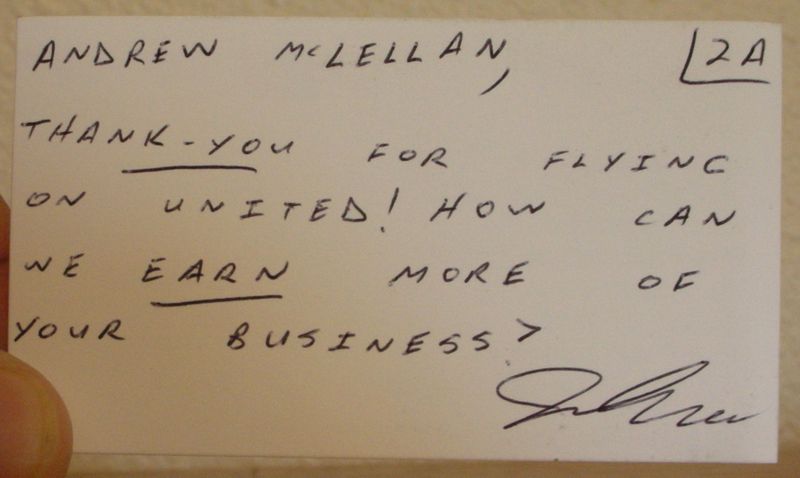 ANDREW McLELLAN, 2A
THANK-YOU FOR FLYING
ON UNITED! HOW CAN
WE EARN MORE OF
YOUR BUSINESS?